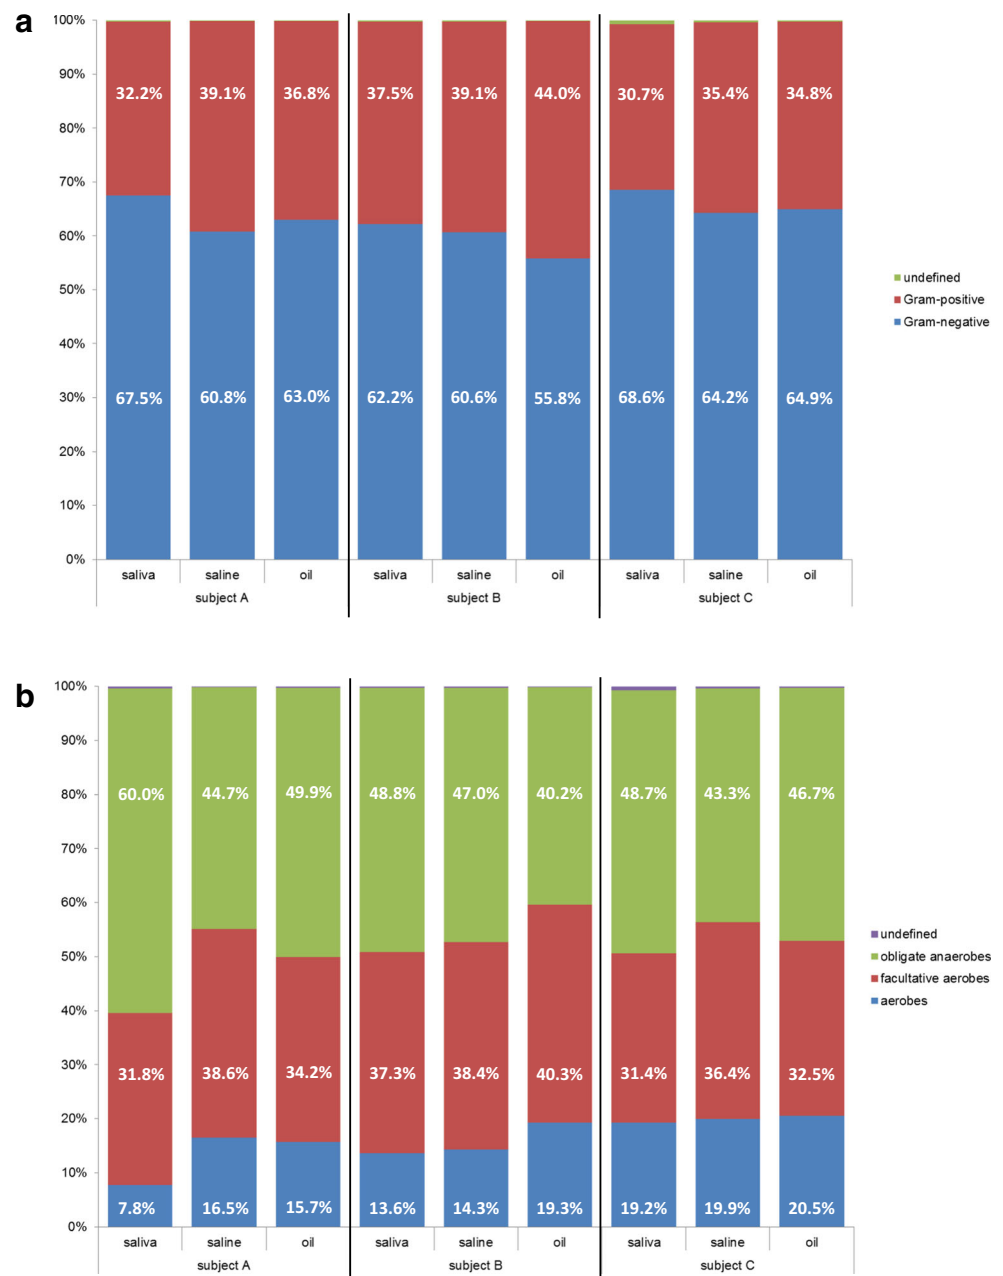 a
100%
90%
80%
70%
60%
50%
40%
30%
20%
10%
0%
32.2% 39.1% 36.8% 37.5% 39.1% 44.0% 30.7% 35.4% 34.8%
67.5% 60.8% 63.0% 62.2% 60.6% 55.8% 68.6% 64.2% 64.9%
saliva saline oil saliva saline oil saliva saline oil
subject A subject B subject C
undefined
Gram-positive
Gram-negative
b
100%
90%
80%
70%
60%
50%
40%
30%
20%
10%
0%
60.0% 44.7% 49.9% 48.8% 47.0% 40.2% 48.7% 43.3% 46.7%
31.8% 38.6% 34.2% 37.3% 38.4% 40.3% 31.4% 36.4% 32.5%
7.8% 16.5% 15.7% 13.6% 14.3% 19.3% 19.2% 19.9% 20.5%
saliva saline oil saliva saline oil saliva saline oil
subject A subject B subject C
undefined
obligate anaerobes
facultative aerobes
aerobes